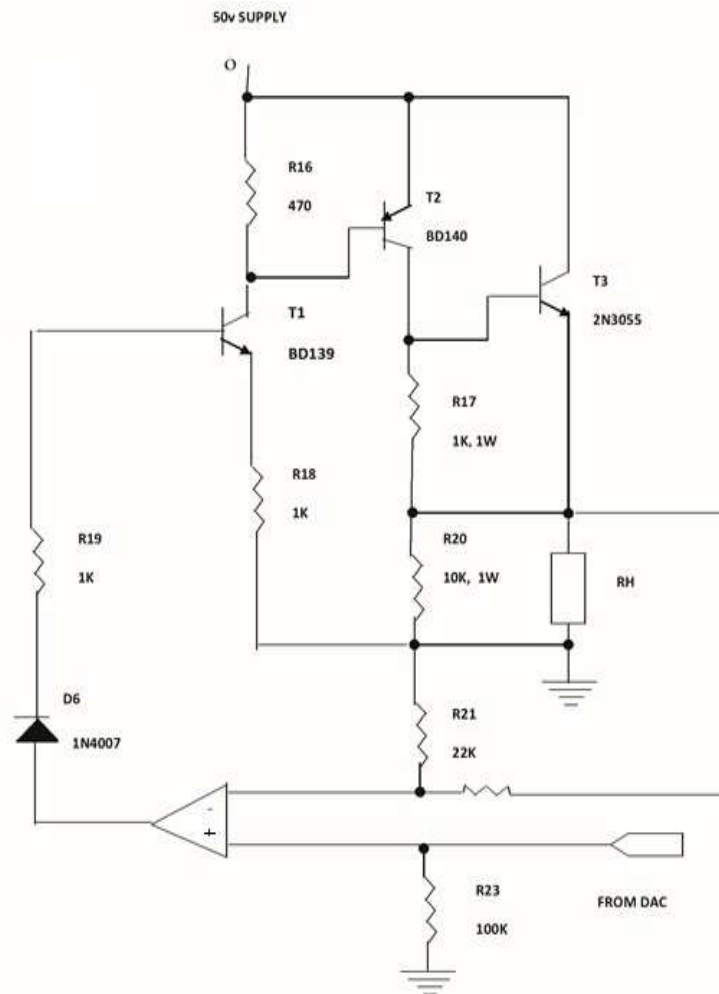 50v SUPPLY
O
R16
470
T2
BD140
T3
2N3055
T1
BD139
R17
1K, 1W
R18
1K
R19
1K
R20
10K, 1W
RH
D6
1N4007
R21
22K
-
+
R23
100K
FROM DAC